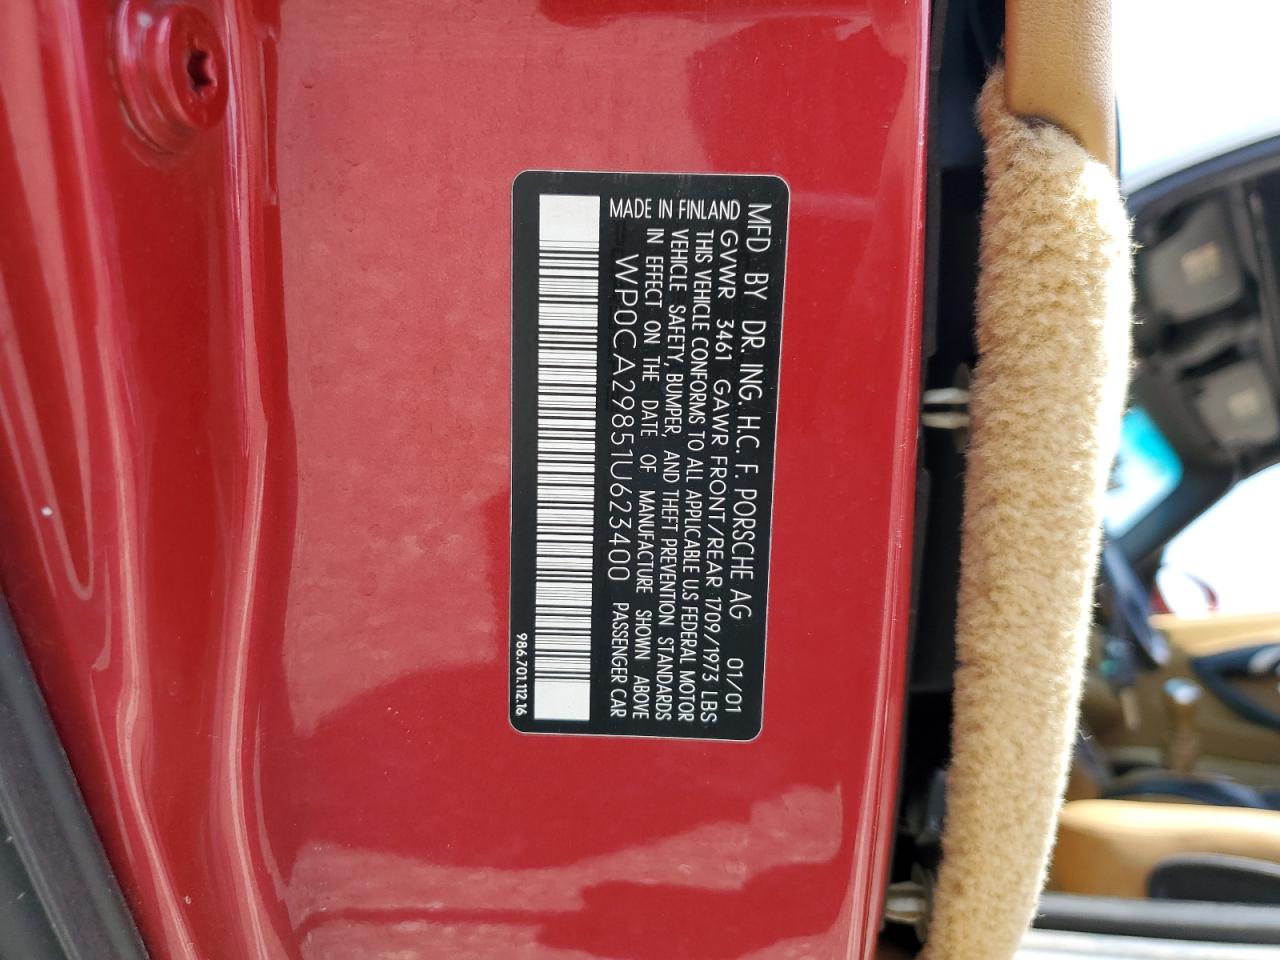 MFD BY DR. ING. H.C. F. PORSCHE AG 01/01
GVWR 3461 GAWR FRONT/REAR 1709/1973 LBS
THIS VEHICLE CONFORMS TO ALL APPLICABLE U.S FEDERAL MOTOR
VEHICLE SAFETY, BUMPER, AND THEFT PREVENTION STANDARDS
IN EFFECT ON THE DATE OF MANUFACTURE SHOWN ABOVE
MADE IN FINLAND WP0CA29851U623400 PASSENGER CAR
986.701.112.16